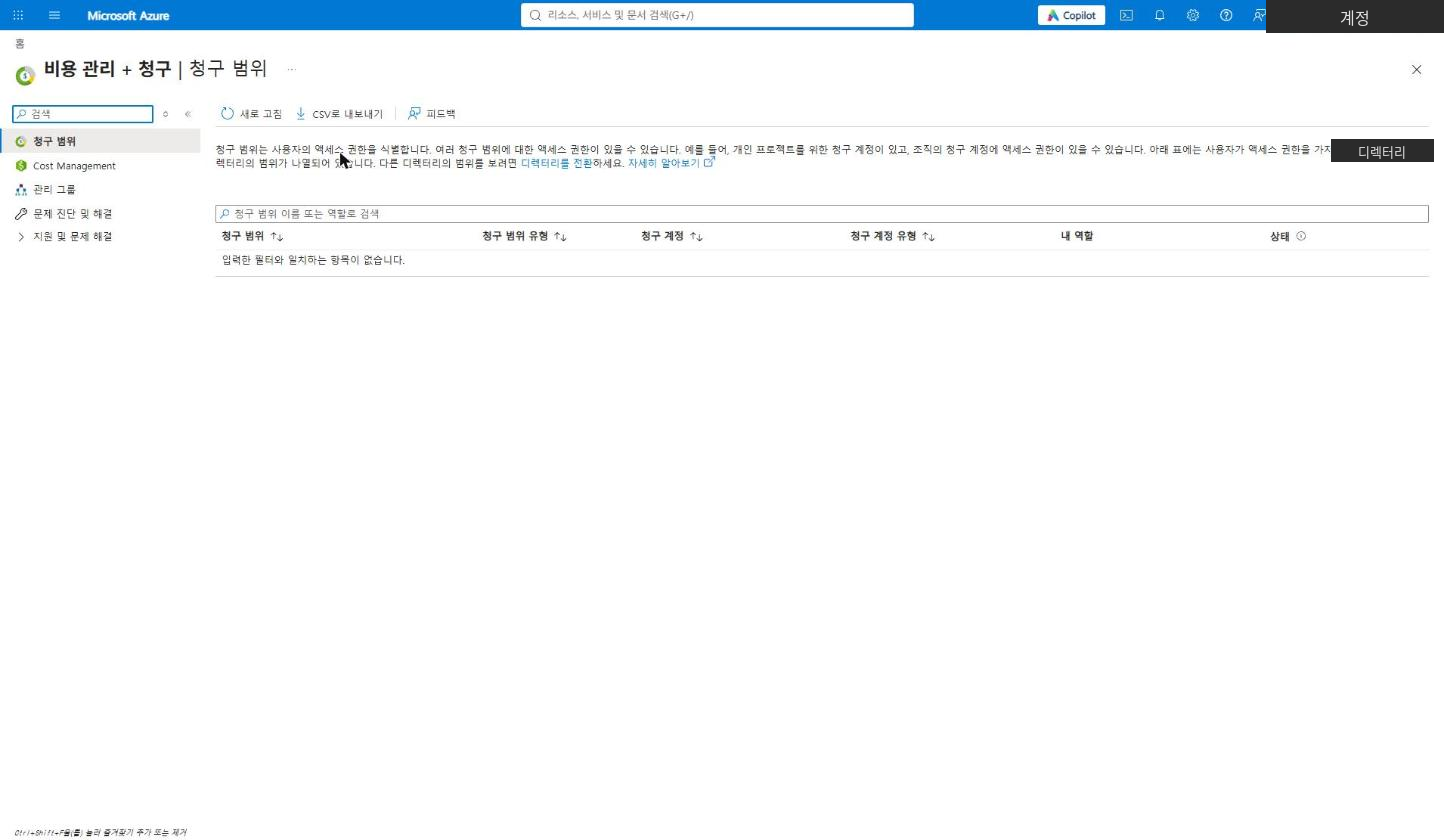 Microsoft Azure
리소스, 서비스 및 문서 검색(G+/)
Copilot
계정
홈
비용 관리 + 청구 | 청구 범위
...
검색
새로 고침
CSV로 내보내기
피드백
청구 범위
Cost Management
관리 그룹
문제 진단 및 해결
지원 및 문제 해결
청구 범위는 사용자의 액세스 권한을 식별합니다. 여러 청구 범위에 대한 액세스 권한이 있을 수 있습니다. 예를 들어, 개인 프로젝트를 위한 청구 계정이 있고, 조직의 청구 계정에 액세스 권한이 있을 수 있습니다. 아래 표에는 사용자가 액세스 권한을 가지
디렉터리
렉터리의 범위가 나열되어 있습니다. 다른 디렉터리의 범위를 보려면 디렉터리를 전환하세요. 자세히 알아보기
청구 범위 이름 또는 역할로 검색
청구 범위 ↑↓ 청구 범위 유형 ↑↓ 청구 계정 ↑↓ 청구 계정 유형 ↑↓ 내 역할 상태
입력한 필터와 일치하는 항목이 없습니다.
Ctrl+Shift+F을(를) 눌러 즐겨찾기 추가 또는 제거